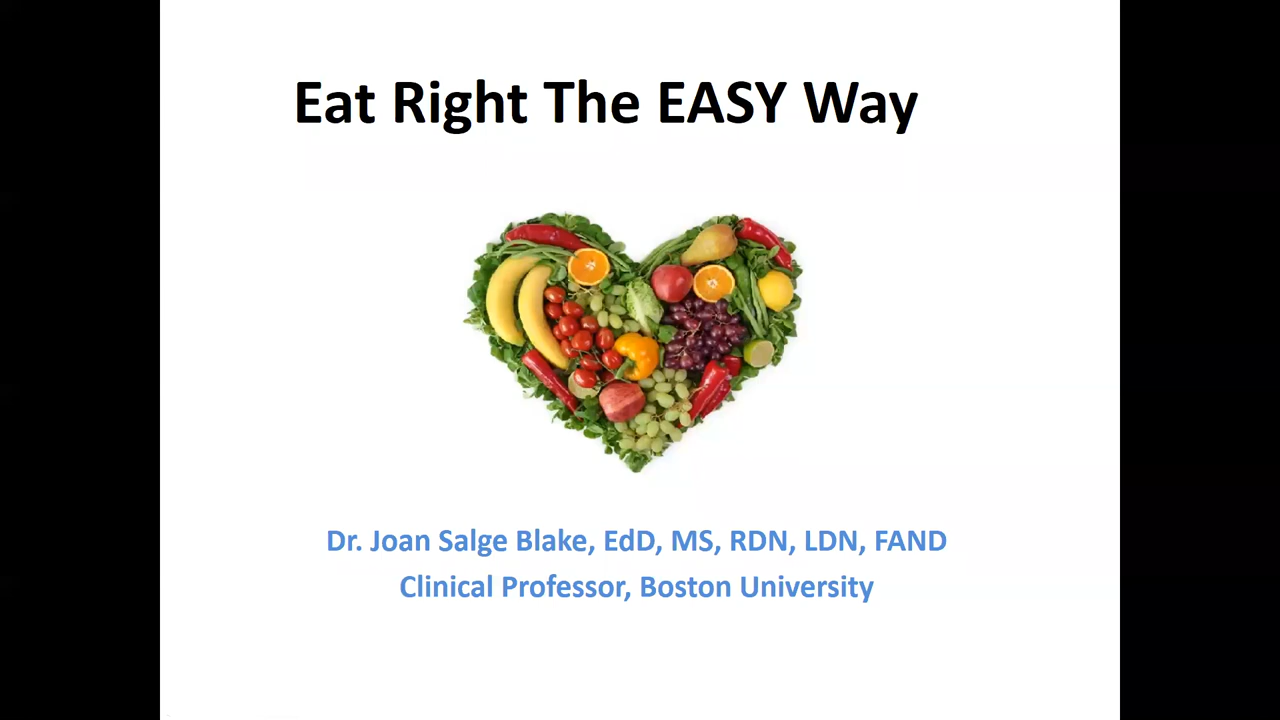 Eat Right The EASY Way
Dr. Joan Salge Blake, EdD, MS, RDN, LDN, FAND
Clinical Professor, Boston University